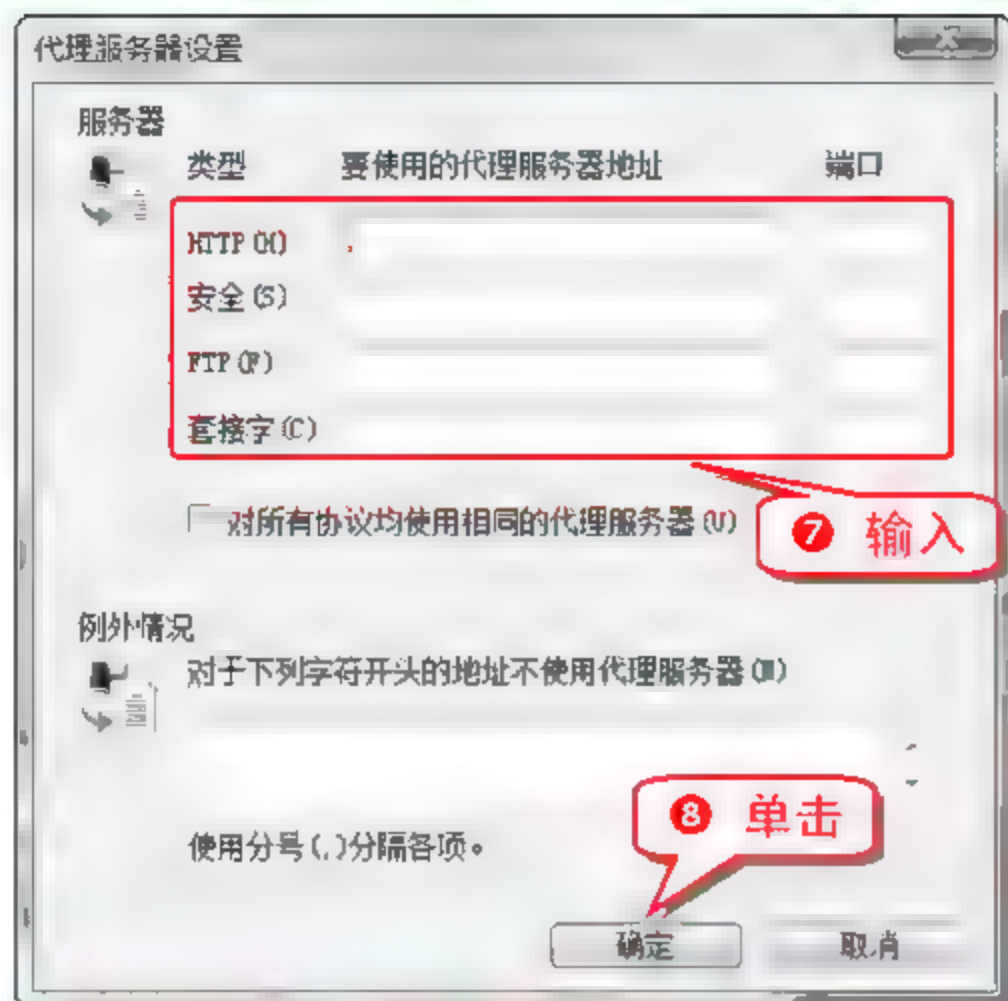 代理服务器设置
服务器
类型 要使用的代理服务器地址 端口
HTTP(H)
安全(S)
FTP(F)
套接字(C)
对所有协议均使用相同的代理服务器(U)
❼ 输入
例外情况
对于下列字符开头的地址不使用代理服务器(N)
❽ 单击
使用分号(;)分隔各项。
确定 取消